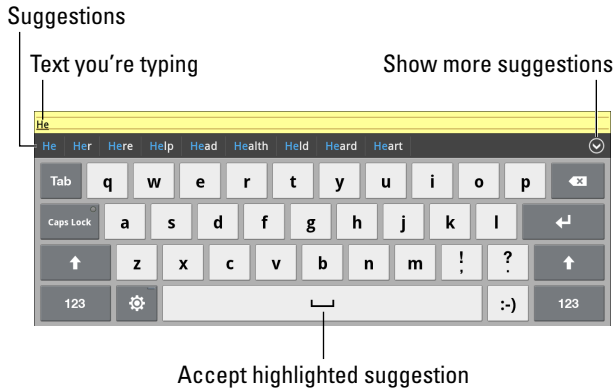 Suggestions
Text you're typing Show more suggestions
He
He Her Here Help Head Health Held Heard Heart
Tab q w e r t y u i o p
Caps Lock a s d f g h j k l
z x c v b n m ! , ? .
123 :-) 123
Accept highlighted suggestion